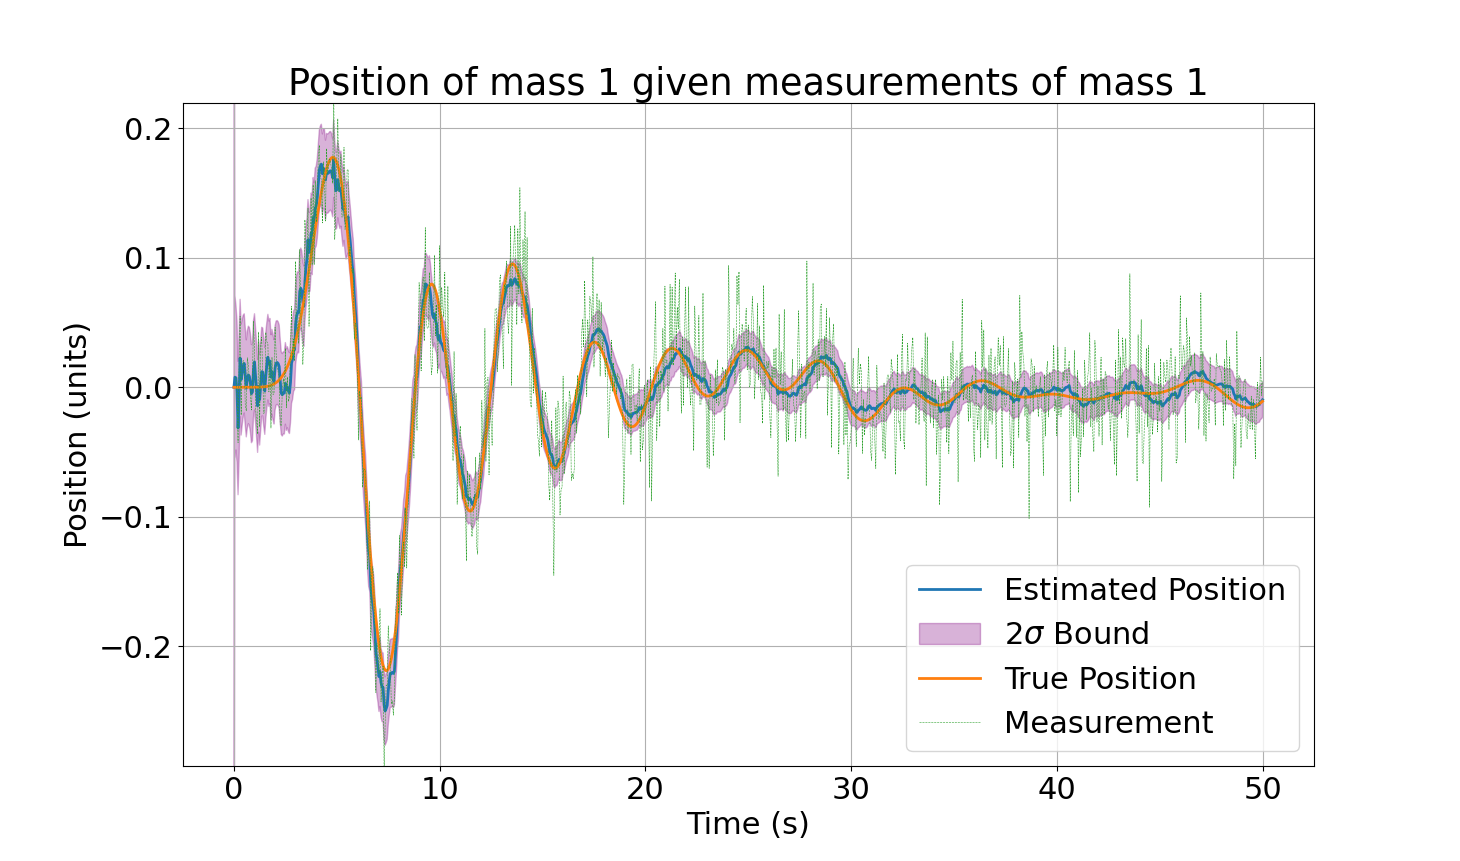 Position of mass 1 given measurements of mass 1
Position (units)
0.2
0.1
0.0
−0.1
−0.2
Estimated Position
2σ Bound
True Position
Measurement
0 10 20 30 40 50
Time (s)